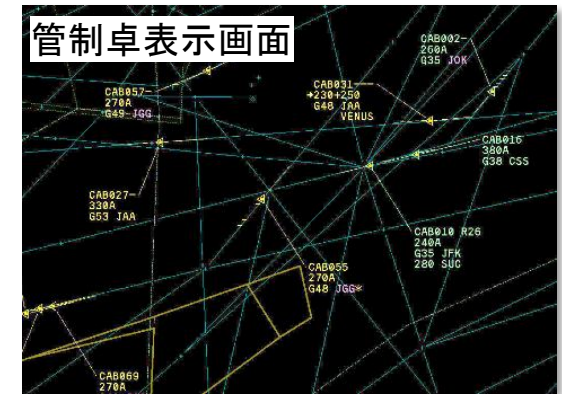 管制卓表示画面
CAB002-
260A
G35 JOK
CAB057-
270A
G49 JGG
CAB031-
→230+250
G48 JAA
VENUS
CAB016
380A
G38 CSS
CAB027-
330A
G53 JAA
CAB010 R26
240A
G35 JFK
280 SUC
CAB055
270A
G48 JGG*
CAB069
270A